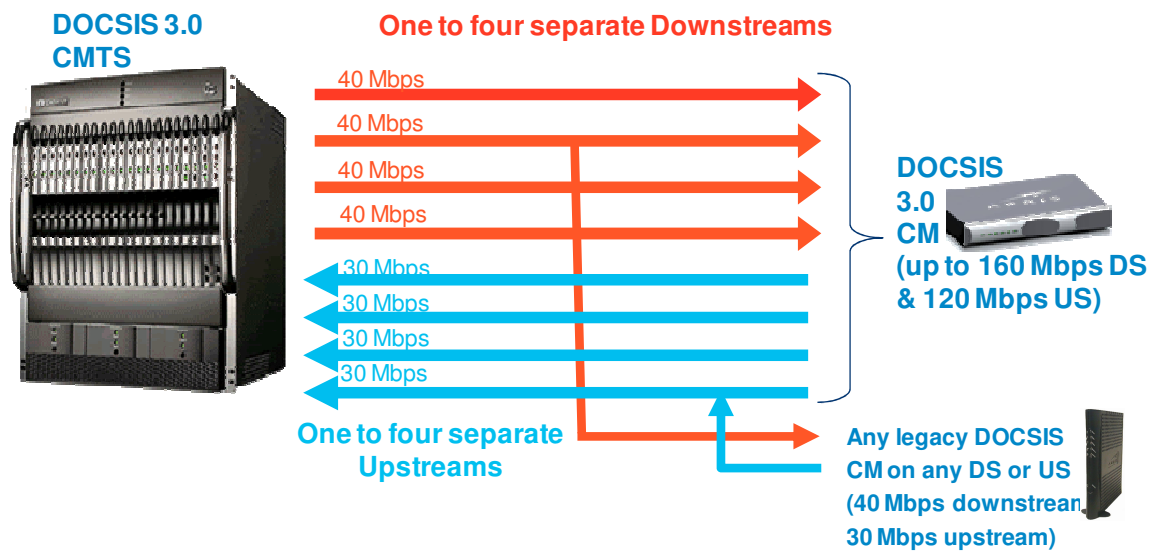 DOCSIS 3.0
CMTS
One to four separate Downstreams
40 Mbps
40 Mbps
40 Mbps
40 Mbps
30 Mbps
30 Mbps
30 Mbps
30 Mbps
One to four separate
Upstreams
DOCSIS
3.0
CM
(up to 160 Mbps DS
& 120 Mbps US)
ARRIS
Any legacy DOCSIS
CM on any DS or US
(40 Mbps downstream
30 Mbps upstream)